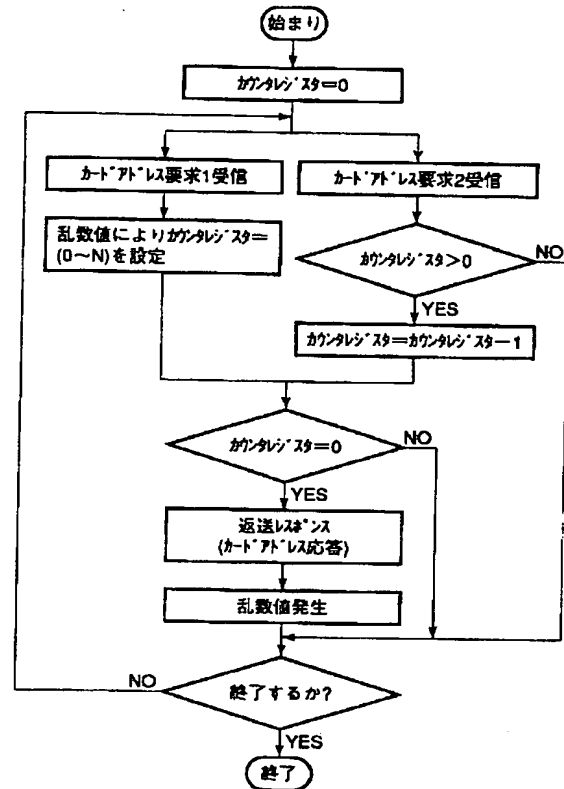 始まり
カウンタレジスター=0
カードアドレス要求1受信
カードアドレス要求2受信
乱数値によりカウンタレジスター=
(0〜N)を設定
カウンタレジスター>0
NO
YES
カウンタレジスター=カウンタレジスター-1
カウンタレジスター=0
NO
YES
返送レスポンス
(カードアドレス応答)
乱数値発生
終了するか?
NO
YES
終了